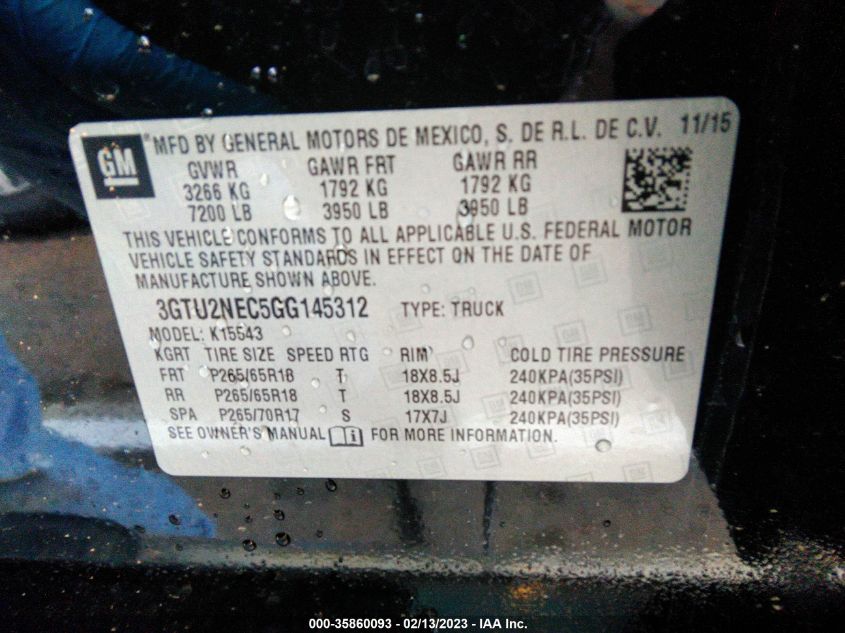 GM
MFD BY GENERAL MOTORS DE MEXICO, S. DE R.L. DE C.V. 11/15
GVWR GAWR FRT GAWR RR
3266 KG 1792 KG 1792 KG
7200 LB 3950 LB 3950 LB
THIS VEHICLE CONFORMS TO ALL APPLICABLE U.S. FEDERAL MOTOR
VEHICLE SAFETY STANDARDS IN EFFECT ON THE DATE OF
MANUFACTURE SHOWN ABOVE.
3GTU2NEC5GG145312 TYPE: TRUCK
MODEL: K15543
KGRT TIRE SIZE SPEED RTG RIM COLD TIRE PRESSURE
FRT P265/65R18 T 18X8.5J 240KPA(35PSI)
RR P265/65R18 T 18X8.5J 240KPA(35PSI)
SPA P265/70R17 S 17X7J 240KPA(35PSI)
SEE OWNER'S MANUAL FOR MORE INFORMATION.
000-35860093 - 02/13/2023 - IAA Inc.